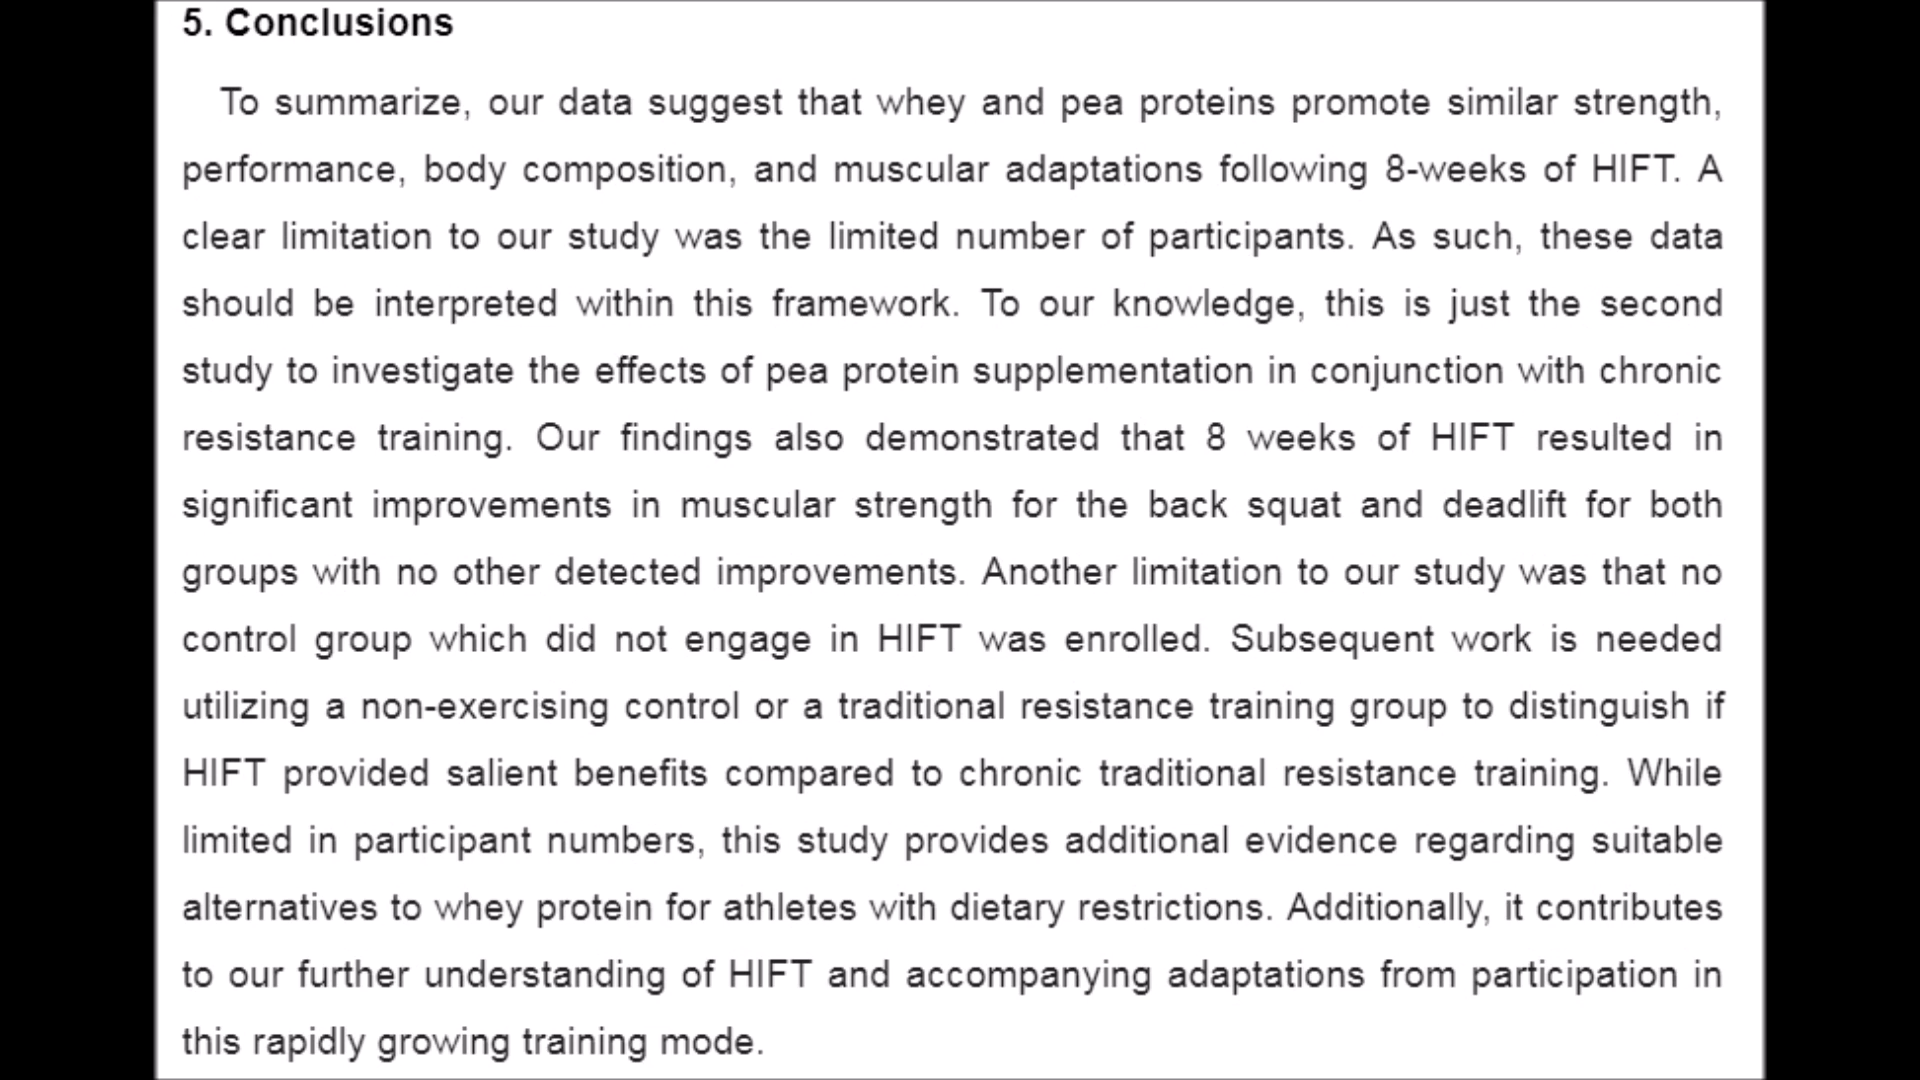 5. Conclusions
To summarize, our data suggest that whey and pea proteins promote similar strength,
performance, body composition, and muscular adaptations following 8-weeks of HIFT. A
clear limitation to our study was the limited number of participants. As such, these data
should be interpreted within this framework. To our knowledge, this is just the second
study to investigate the effects of pea protein supplementation in conjunction with chronic
resistance training. Our findings also demonstrated that 8 weeks of HIFT resulted in
significant improvements in muscular strength for the back squat and deadlift for both
groups with no other detected improvements. Another limitation to our study was that no
control group which did not engage in HIFT was enrolled. Subsequent work is needed
utilizing a non-exercising control or a traditional resistance training group to distinguish if
HIFT provided salient benefits compared to chronic traditional resistance training. While
limited in participant numbers, this study provides additional evidence regarding suitable
alternatives to whey protein for athletes with dietary restrictions. Additionally, it contributes
to our further understanding of HIFT and accompanying adaptations from participation in
this rapidly growing training mode.